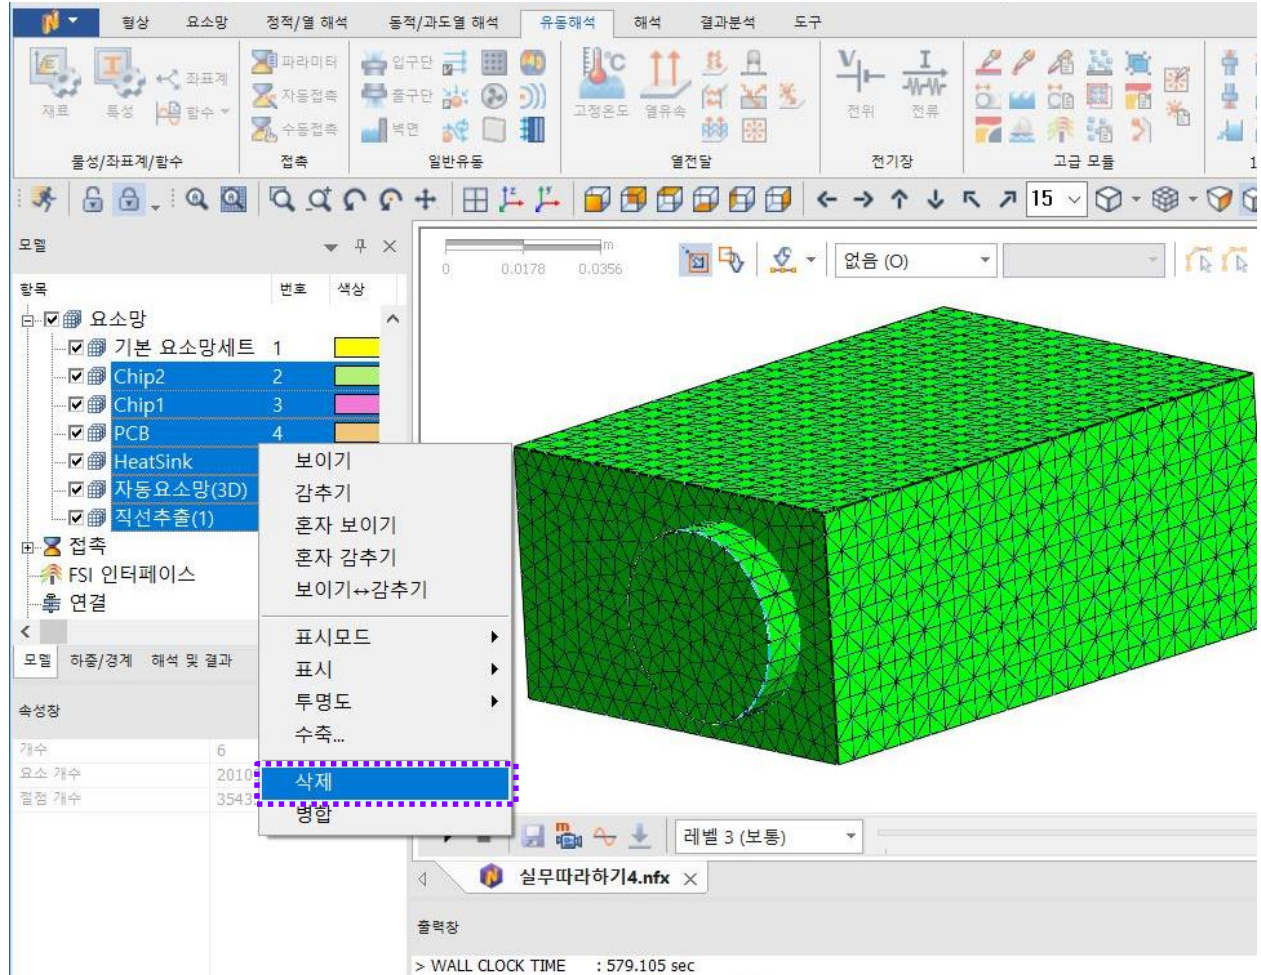 형상 요소망 정적/열 해석 동적/과도열 해석 유동해석 해석 결과분석 도구
재료 특성 좌표계 함수
파라미터 자동접촉 수동접촉
입구단 출구단 벽면
고정온도 열유속
전위 전류
물성/좌표계/함수 접촉 일반유동 열전달 전기장 고급 모듈 1
15
모델
항목 번호 색상
요소망
기본 요소망세트 1
Chip2 2
Chip1 3
PCB 4
HeatSink
자동요소망(3D)
직선추출(1)
접촉
FSI 인터페이스
연결
모델 하중/경계 해석 및 결과
속성창
개수 6
요소 개수 2010
절점 개수 3543
보이기
감추기
혼자 보이기
혼자 감추기
보이기↔감추기
표시모드
표시
투명도
수축...
삭제
병합
m
0 0.0178 0.0356
없음 (O)
레벨 3 (보통)
실무따라하기4.nfx
출력창
> WALL CLOCK TIME : 579.105 sec